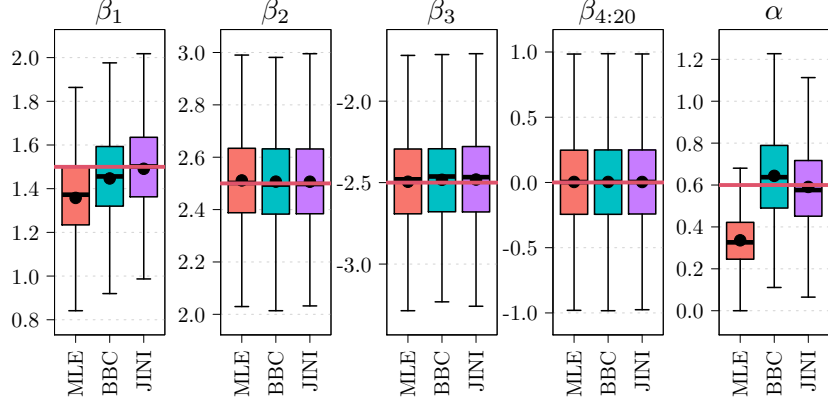 β1 β2 β3 β4:20 α
2.0
1.8
1.6
1.4
1.2
1.0
0.8
MLE
BBC
JINI
3.0
2.8
2.6
2.4
2.2
2.0
MLE
BBC
JINI
-2.0
-2.5
-3.0
MLE
BBC
JINI
1.0
0.5
0.0
-0.5
-1.0
MLE
BBC
JINI
1.2
1.0
0.8
0.6
0.4
0.2
0.0
MLE
BBC
JINI